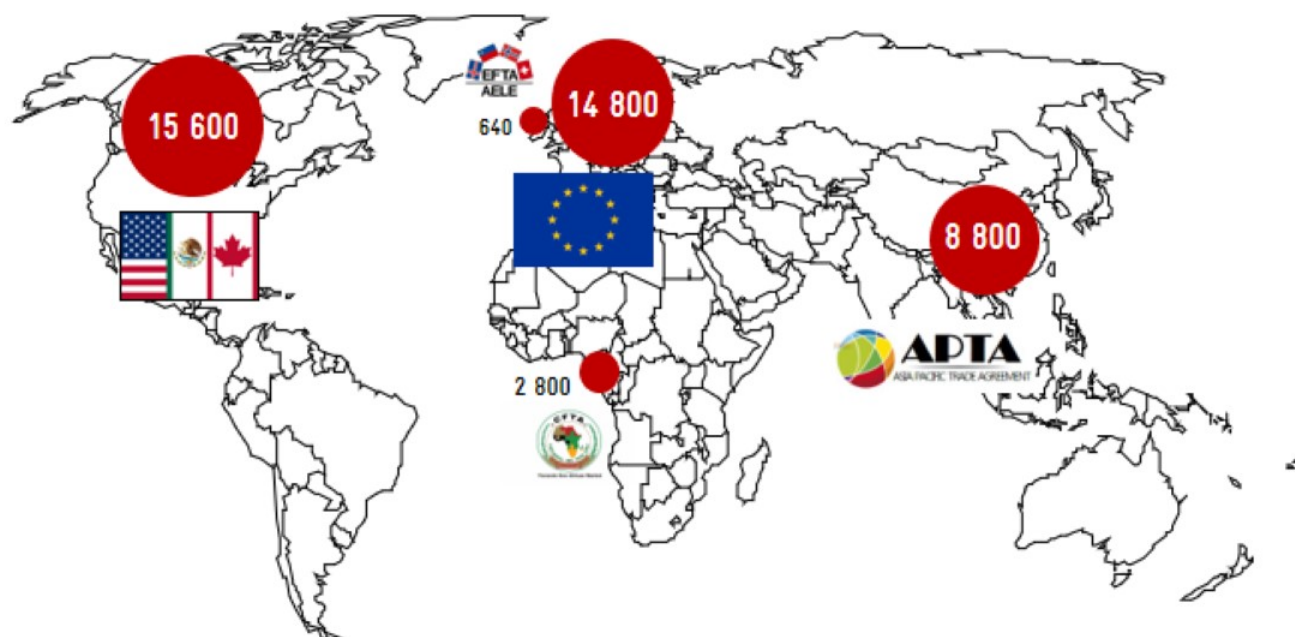 15 600
EFTA
AELE
640
14 800
8 800
APTA
ASIA PACIFIC TRADE AGREEMENT
2 800
CFTA